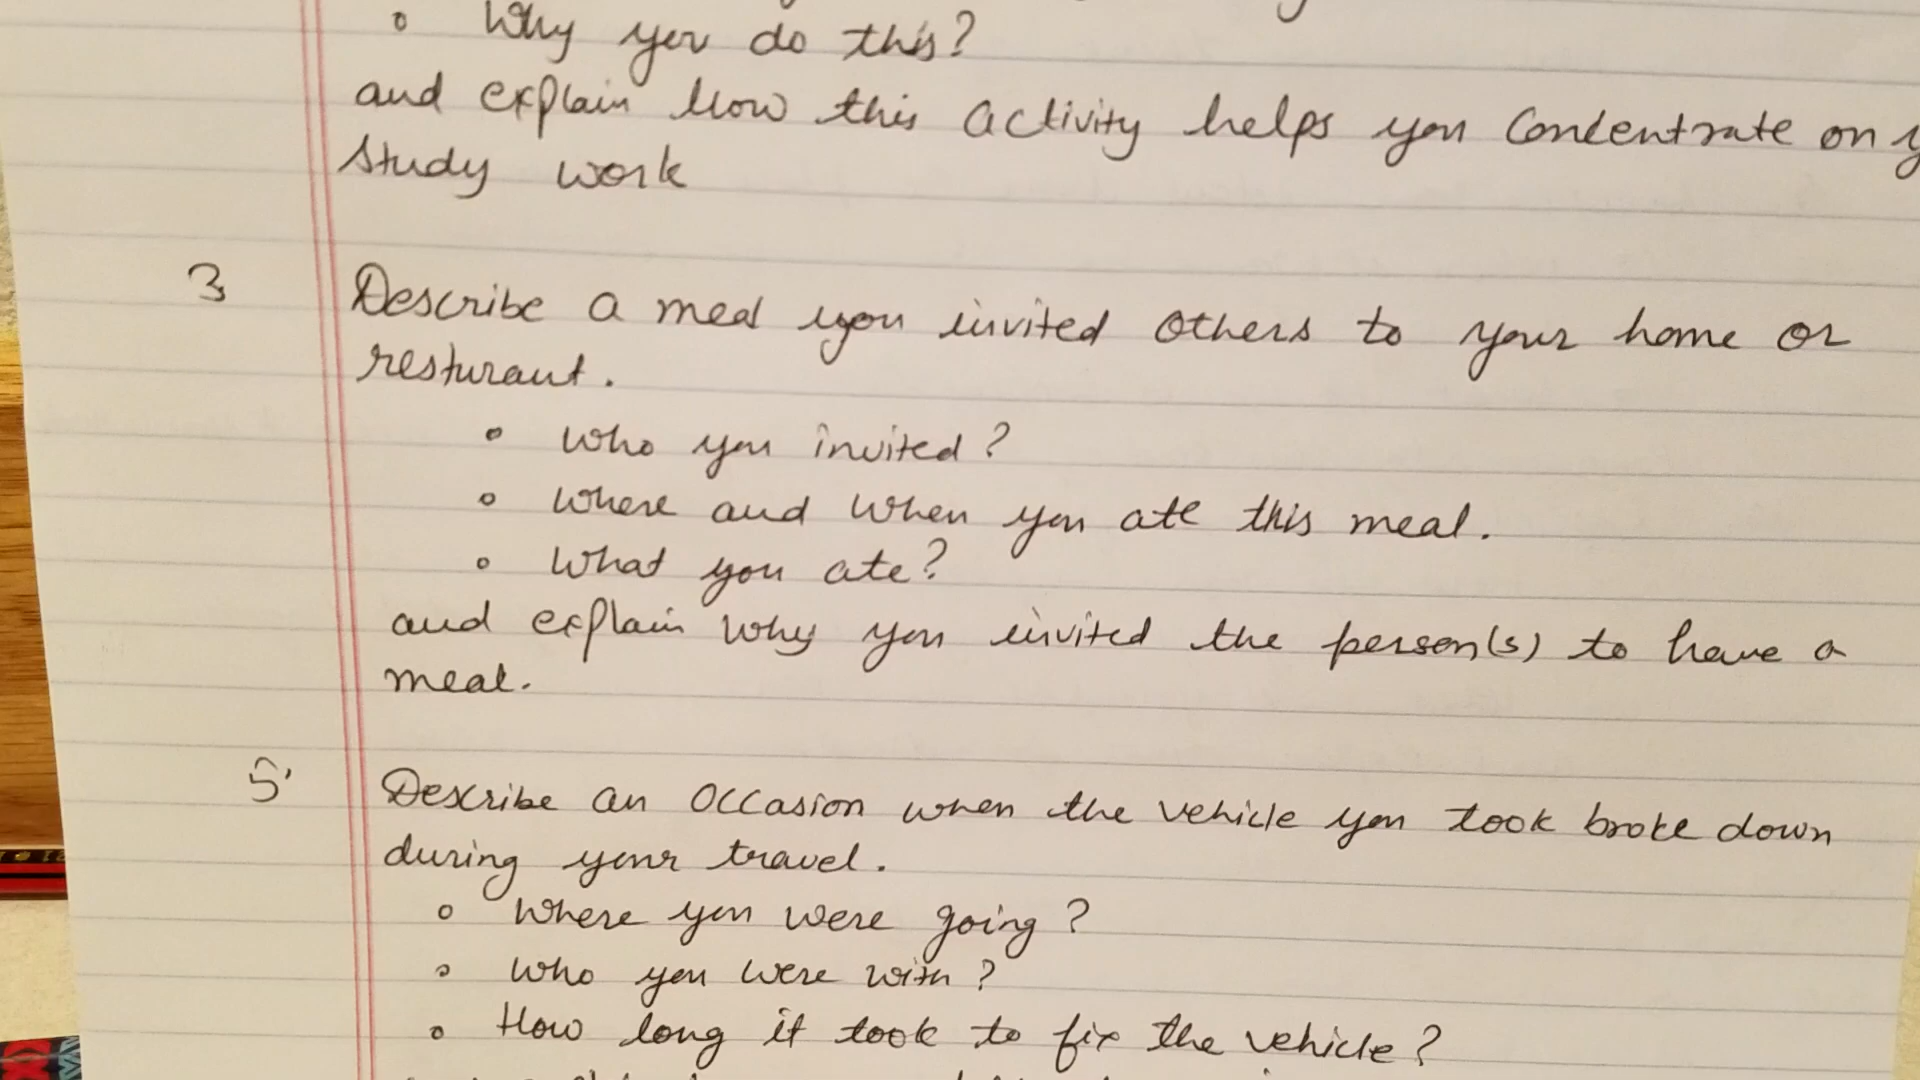 • Why you do this?
and explain how this activity helps you concentrate on
study work
3 Describe a meal you invited others to your home or
resturant.
• Who you invited?
• Where and when you ate this meal.
• What you ate?
and explain why you invited the person(s) to have a
meal.
5 Describe an occasion when the vehicle you took broke down
during your travel.
• Where you were going?
• Who you were with?
• How long it took to fix the vehicle?